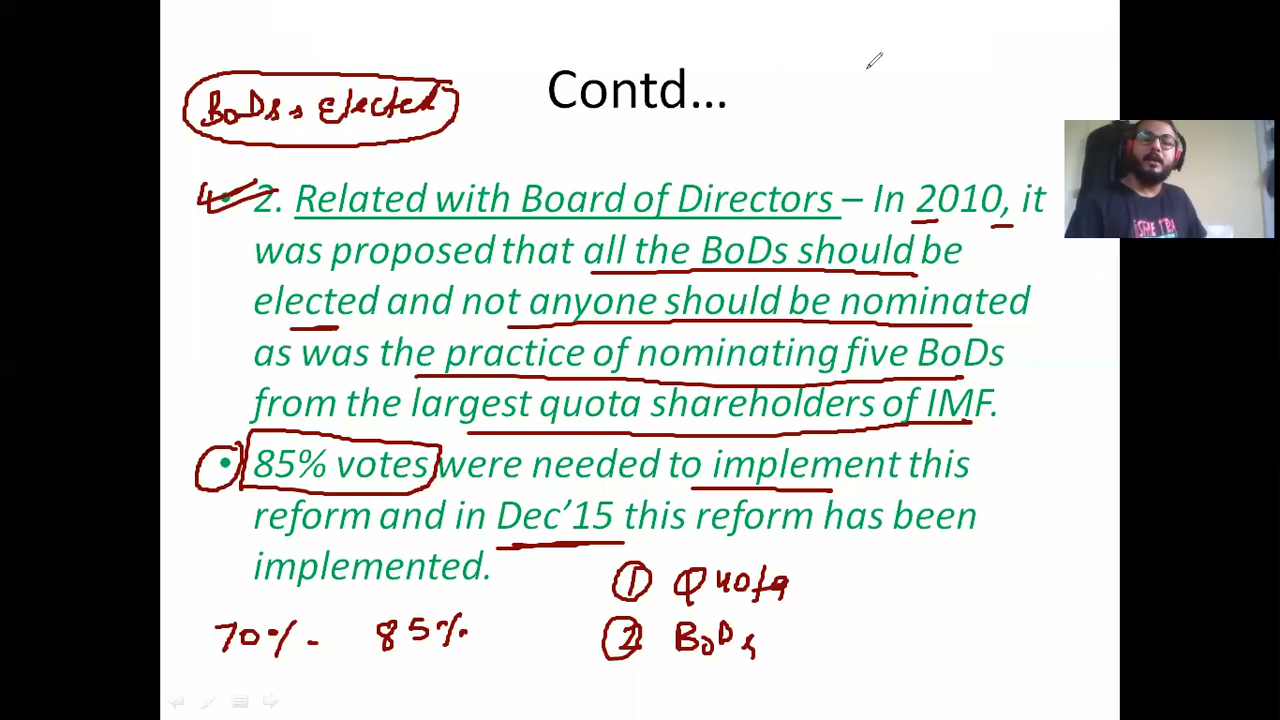 Contd...
BoDs → Elected
2. Related with Board of Directors – In 2010, it
was proposed that all the BoDs should be
elected and not anyone should be nominated
as was the practice of nominating five BoDs
from the largest quota shareholders of IMF.
• 85% votes were needed to implement this
reform and in Dec’15 this reform has been
implemented.
① Quota
70% - 85%
② BoDs